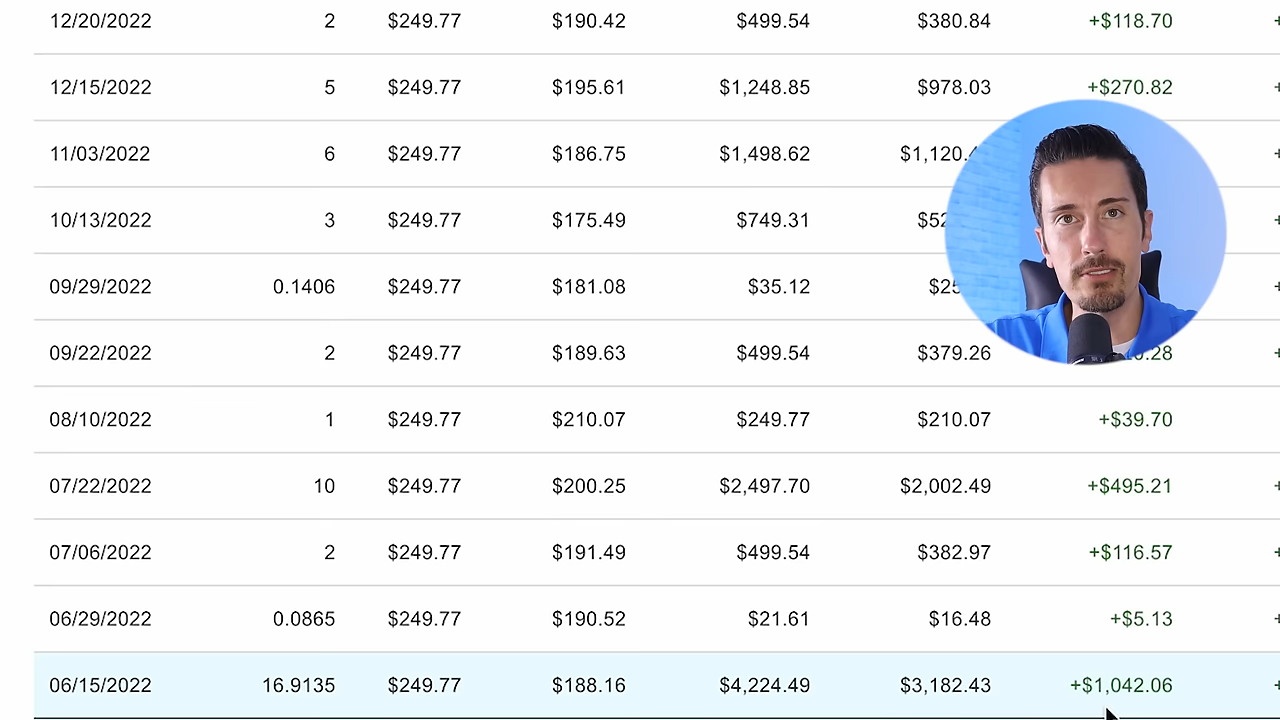 12/20/2022 2 $249.77 $190.42 $499.54 $380.84 +$118.70 +
12/15/2022 5 $249.77 $195.61 $1,248.85 $978.03 +$270.82 +
11/03/2022 6 $249.77 $186.75 $1,498.62 $1,120. +
10/13/2022 3 $249.77 $175.49 $749.31 $52 +
09/29/2022 0.1406 $249.77 $181.08 $35.12 $25 +
09/22/2022 2 $249.77 $189.63 $499.54 $379.26 .28 +
08/10/2022 1 $249.77 $210.07 $249.77 $210.07 +$39.70
07/22/2022 10 $249.77 $200.25 $2,497.70 $2,002.49 +$495.21 +
07/06/2022 2 $249.77 $191.49 $499.54 $382.97 +$116.57 +
06/29/2022 0.0865 $249.77 $190.52 $21.61 $16.48 +$5.13 +
06/15/2022 16.9135 $249.77 $188.16 $4,224.49 $3,182.43 +$1,042.06 +